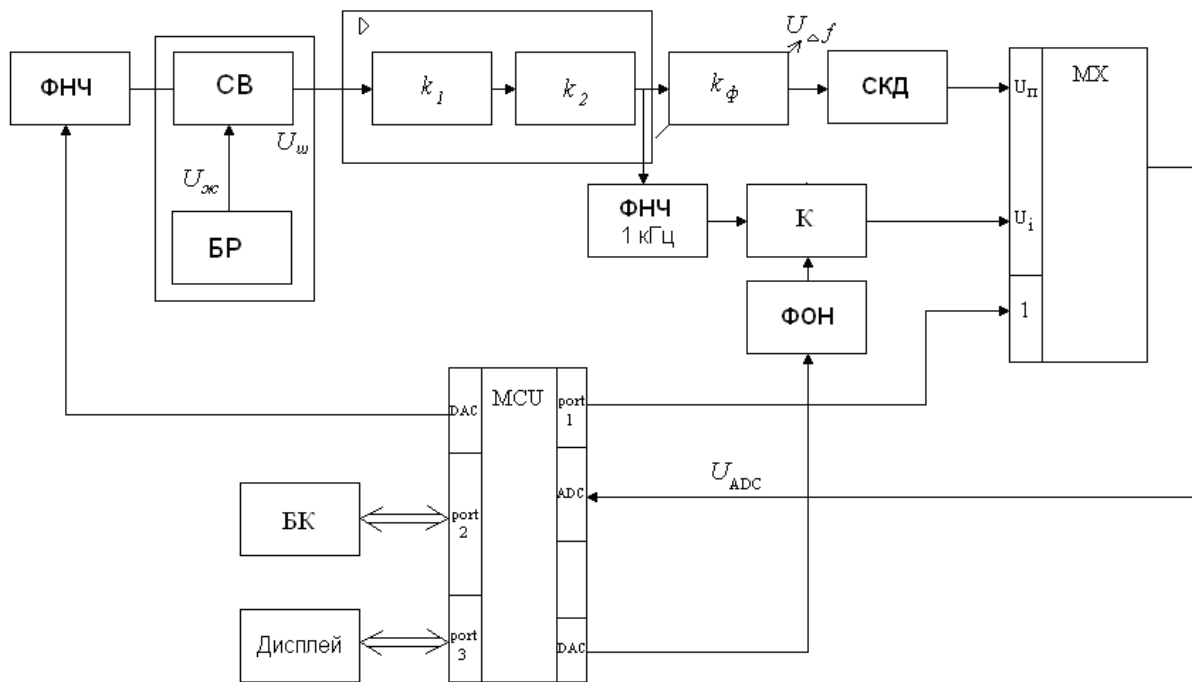 U△f
ФНЧ
СВ
k1
k2
kФ
СКД
MX
Uп
Uш
Uж
БР
ФНЧ
1 кГц
К
Ui
ФОН
1
DAC
MCU
port
1
БК
port
2
ADC
UADC
Дисплей
port
3
DAC